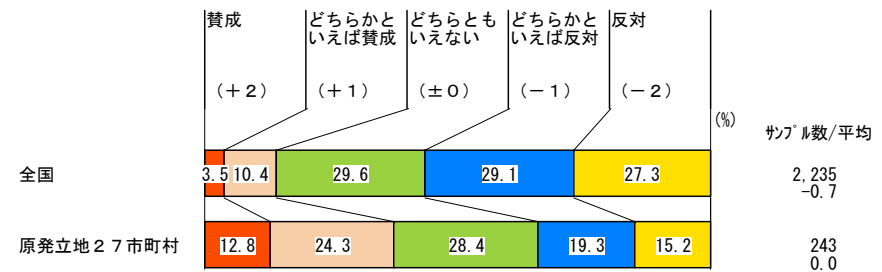 賛成
どちらかと
いえば賛成
どちらとも
いえない
どちらかと
いえば反対
反対
（＋２）
（＋１）
（±０）
（－１）
（－２）
(%)
ｻﾝﾌﾟﾙ数/平均
全国
3.5
10.4
29.6
29.1
27.3
2,235
-0.7
原発立地２７市町村
12.8
24.3
28.4
19.3
15.2
243
0.0